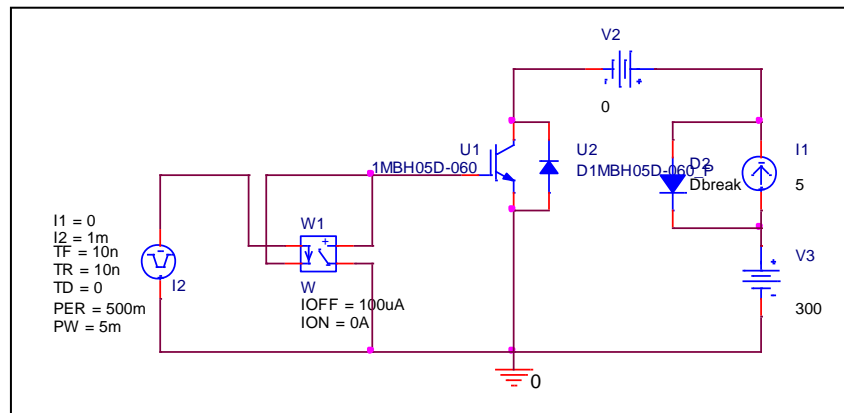 V2
0
U1
1MBH05D-060
U2
D1MBH05D-060_P
D2
Dbreak
I1
5
I1 = 0
I2 = 1m
TF = 10n
TR = 10n
TD = 0
PER = 500m
PW = 5m
I2
W1
+
W
IOFF = 100uA
ION = 0A
V3
300
0